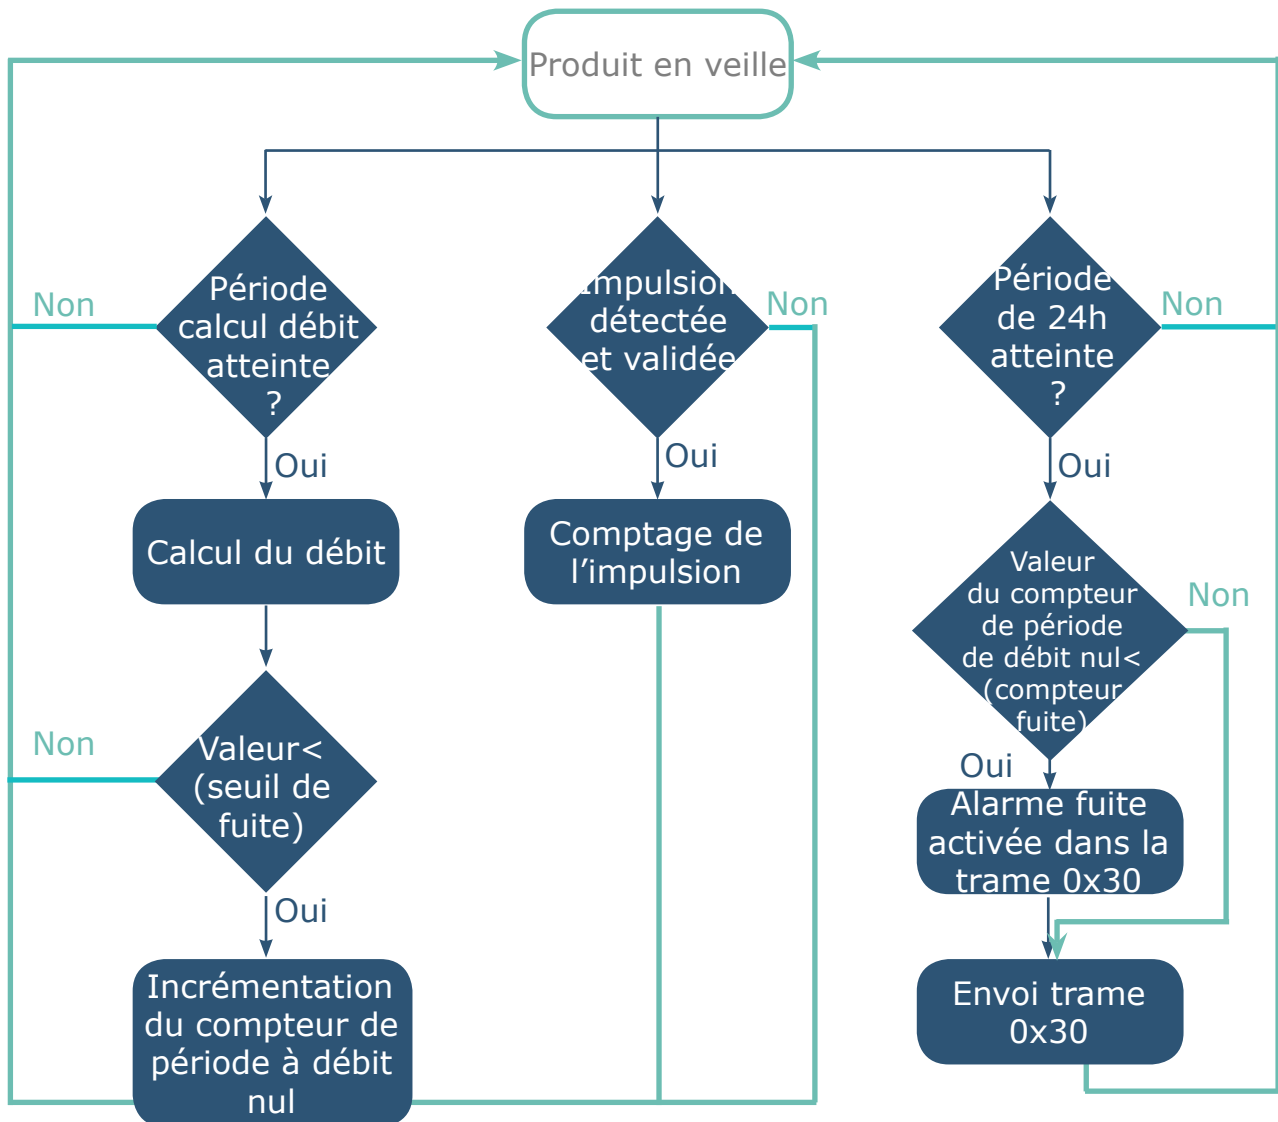 Produit en veille
Période
calcul débit
atteinte
?
Non
Oui
Calcul du débit
Valeur<
(seuil de
fuite)
Non
Oui
Incrémentation
du compteur de
période à débit
nul
Impulsion
détectée
et validée
Non
Oui
Comptage de
l’impulsion
Période
de 24h
atteinte
?
Non
Oui
Valeur
du compteur
de période
de débit nul<
(compteur
fuite)
Non
Oui
Alarme fuite
activée dans la
trame 0x30
Envoi trame
0x30